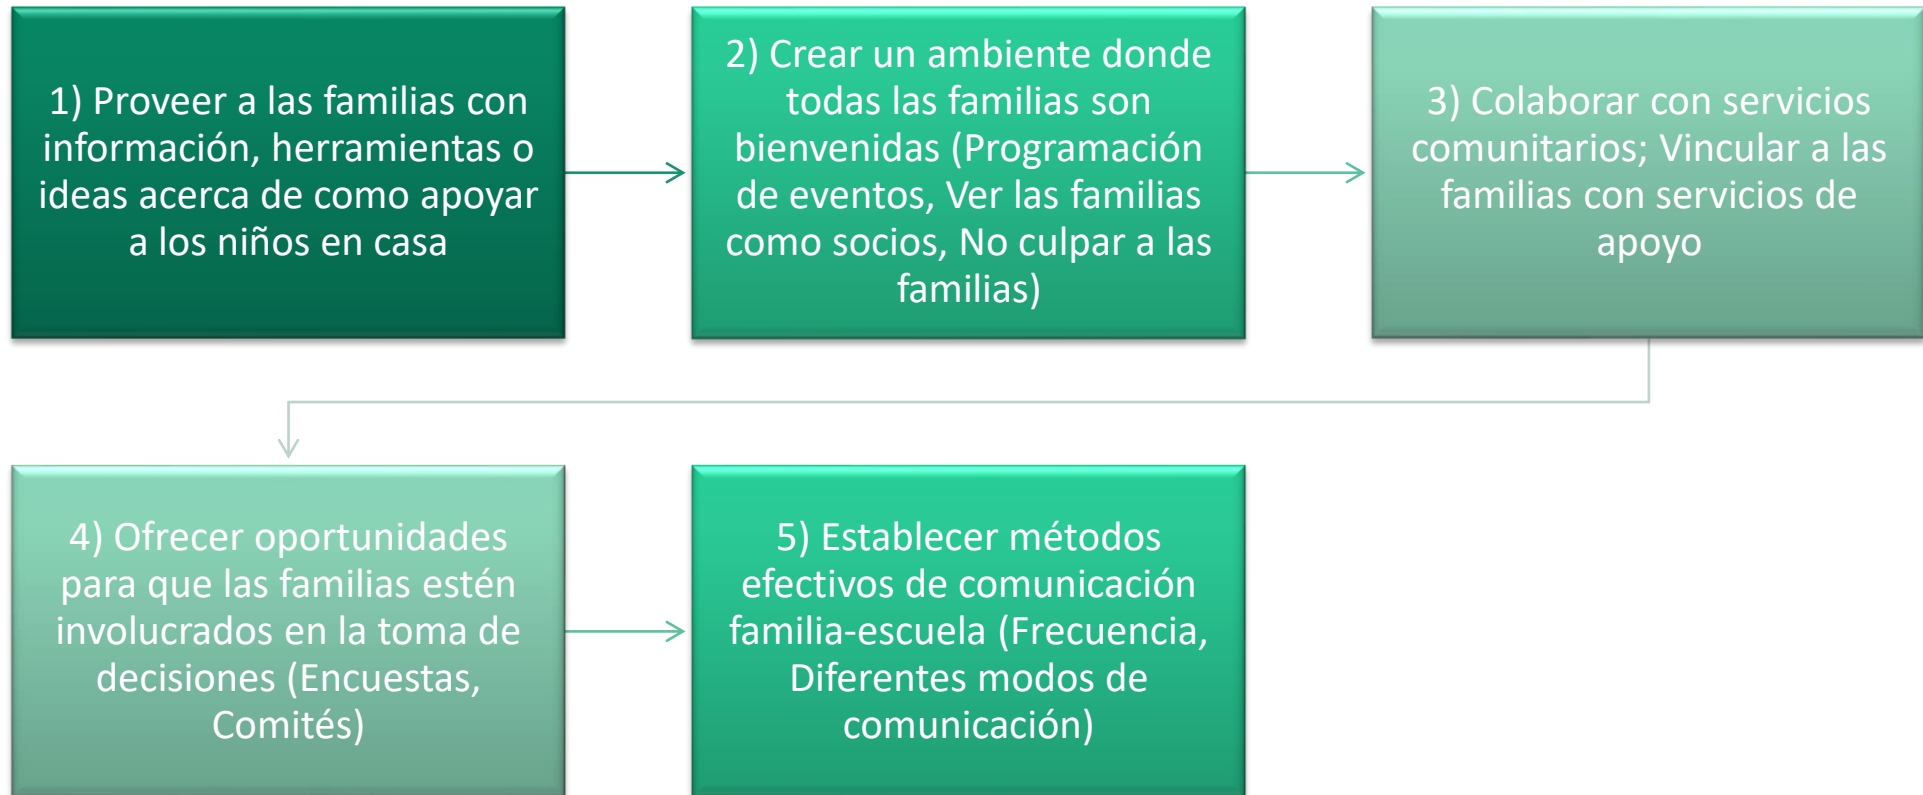 1) Proveer a las familias con
información, herramientas o
ideas acerca de como apoyar
a los niños en casa
2) Crear un ambiente donde
todas las familias son
bienvenidas (Programación
de eventos, Ver las familias
como socios, No culpar a las
familias)
3) Colaborar con servicios
comunitarios; Vincular a las
familias con servicios de
apoyo
4) Ofrecer oportunidades
para que las familias estén
involucrados en la toma de
decisiones (Encuestas,
Comités)
5) Establecer métodos
efectivos de comunicación
familia-escuela (Frecuencia,
Diferentes modos de
comunicación)